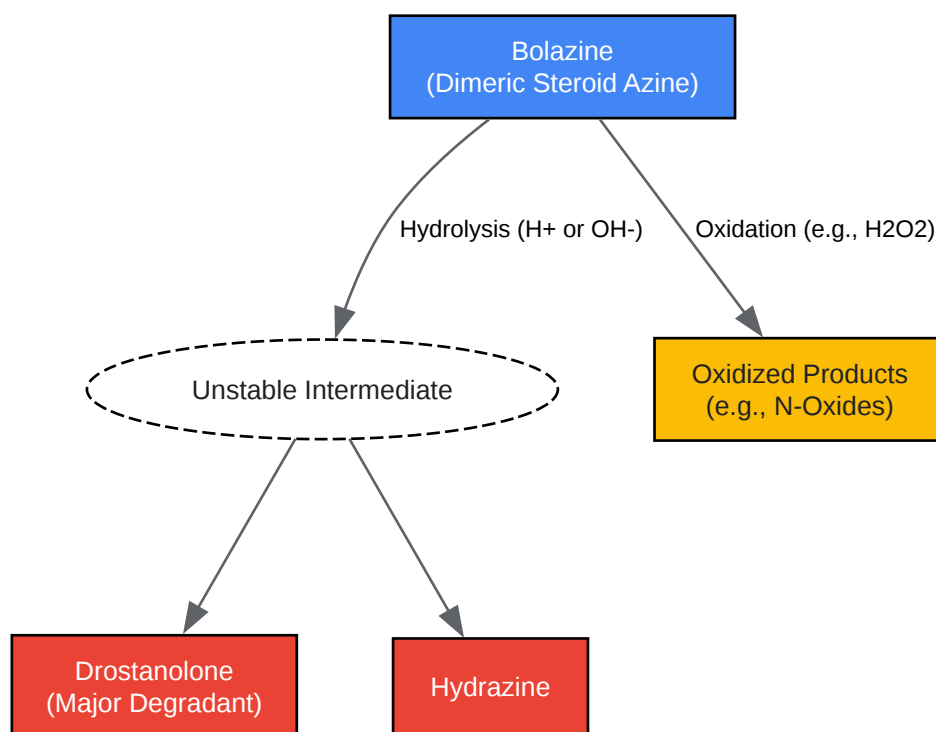 Bolazine
(Dimeric Steroid Azine)
Hydrolysis (H+ or OH-)
Oxidation (e.g., H2O2)
Unstable Intermediate
Oxidized Products
(e.g., N-Oxides)
Drostanolone
(Major Degradant)
Hydrazine